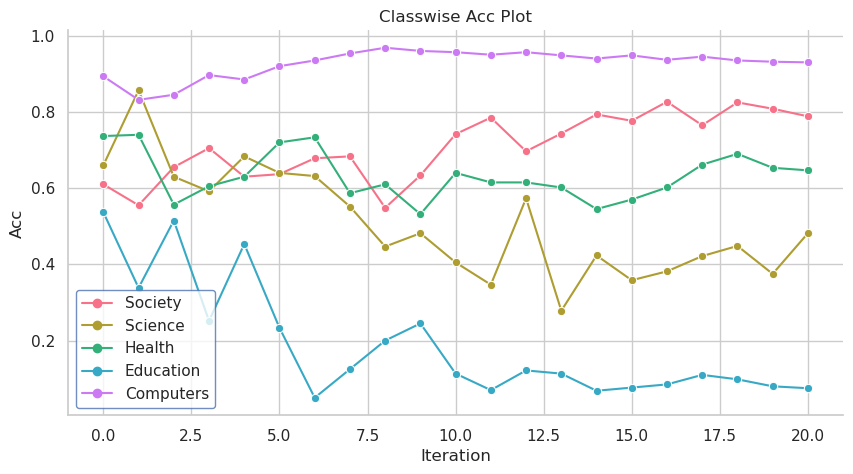 Classwise Acc Plot
1.0
0.8
0.6
0.4
0.2
Acc
Society
Science
Health
Education
Computers
0.0 2.5 5.0 7.5 10.0 12.5 15.0 17.5 20.0
Iteration